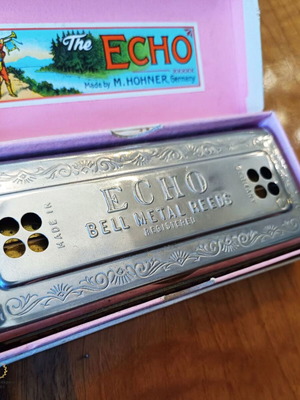 The ECHO
Made by M. HOHNER, Germany
MADE IN
ECHO
BELL METAL REEDS
REGISTERED